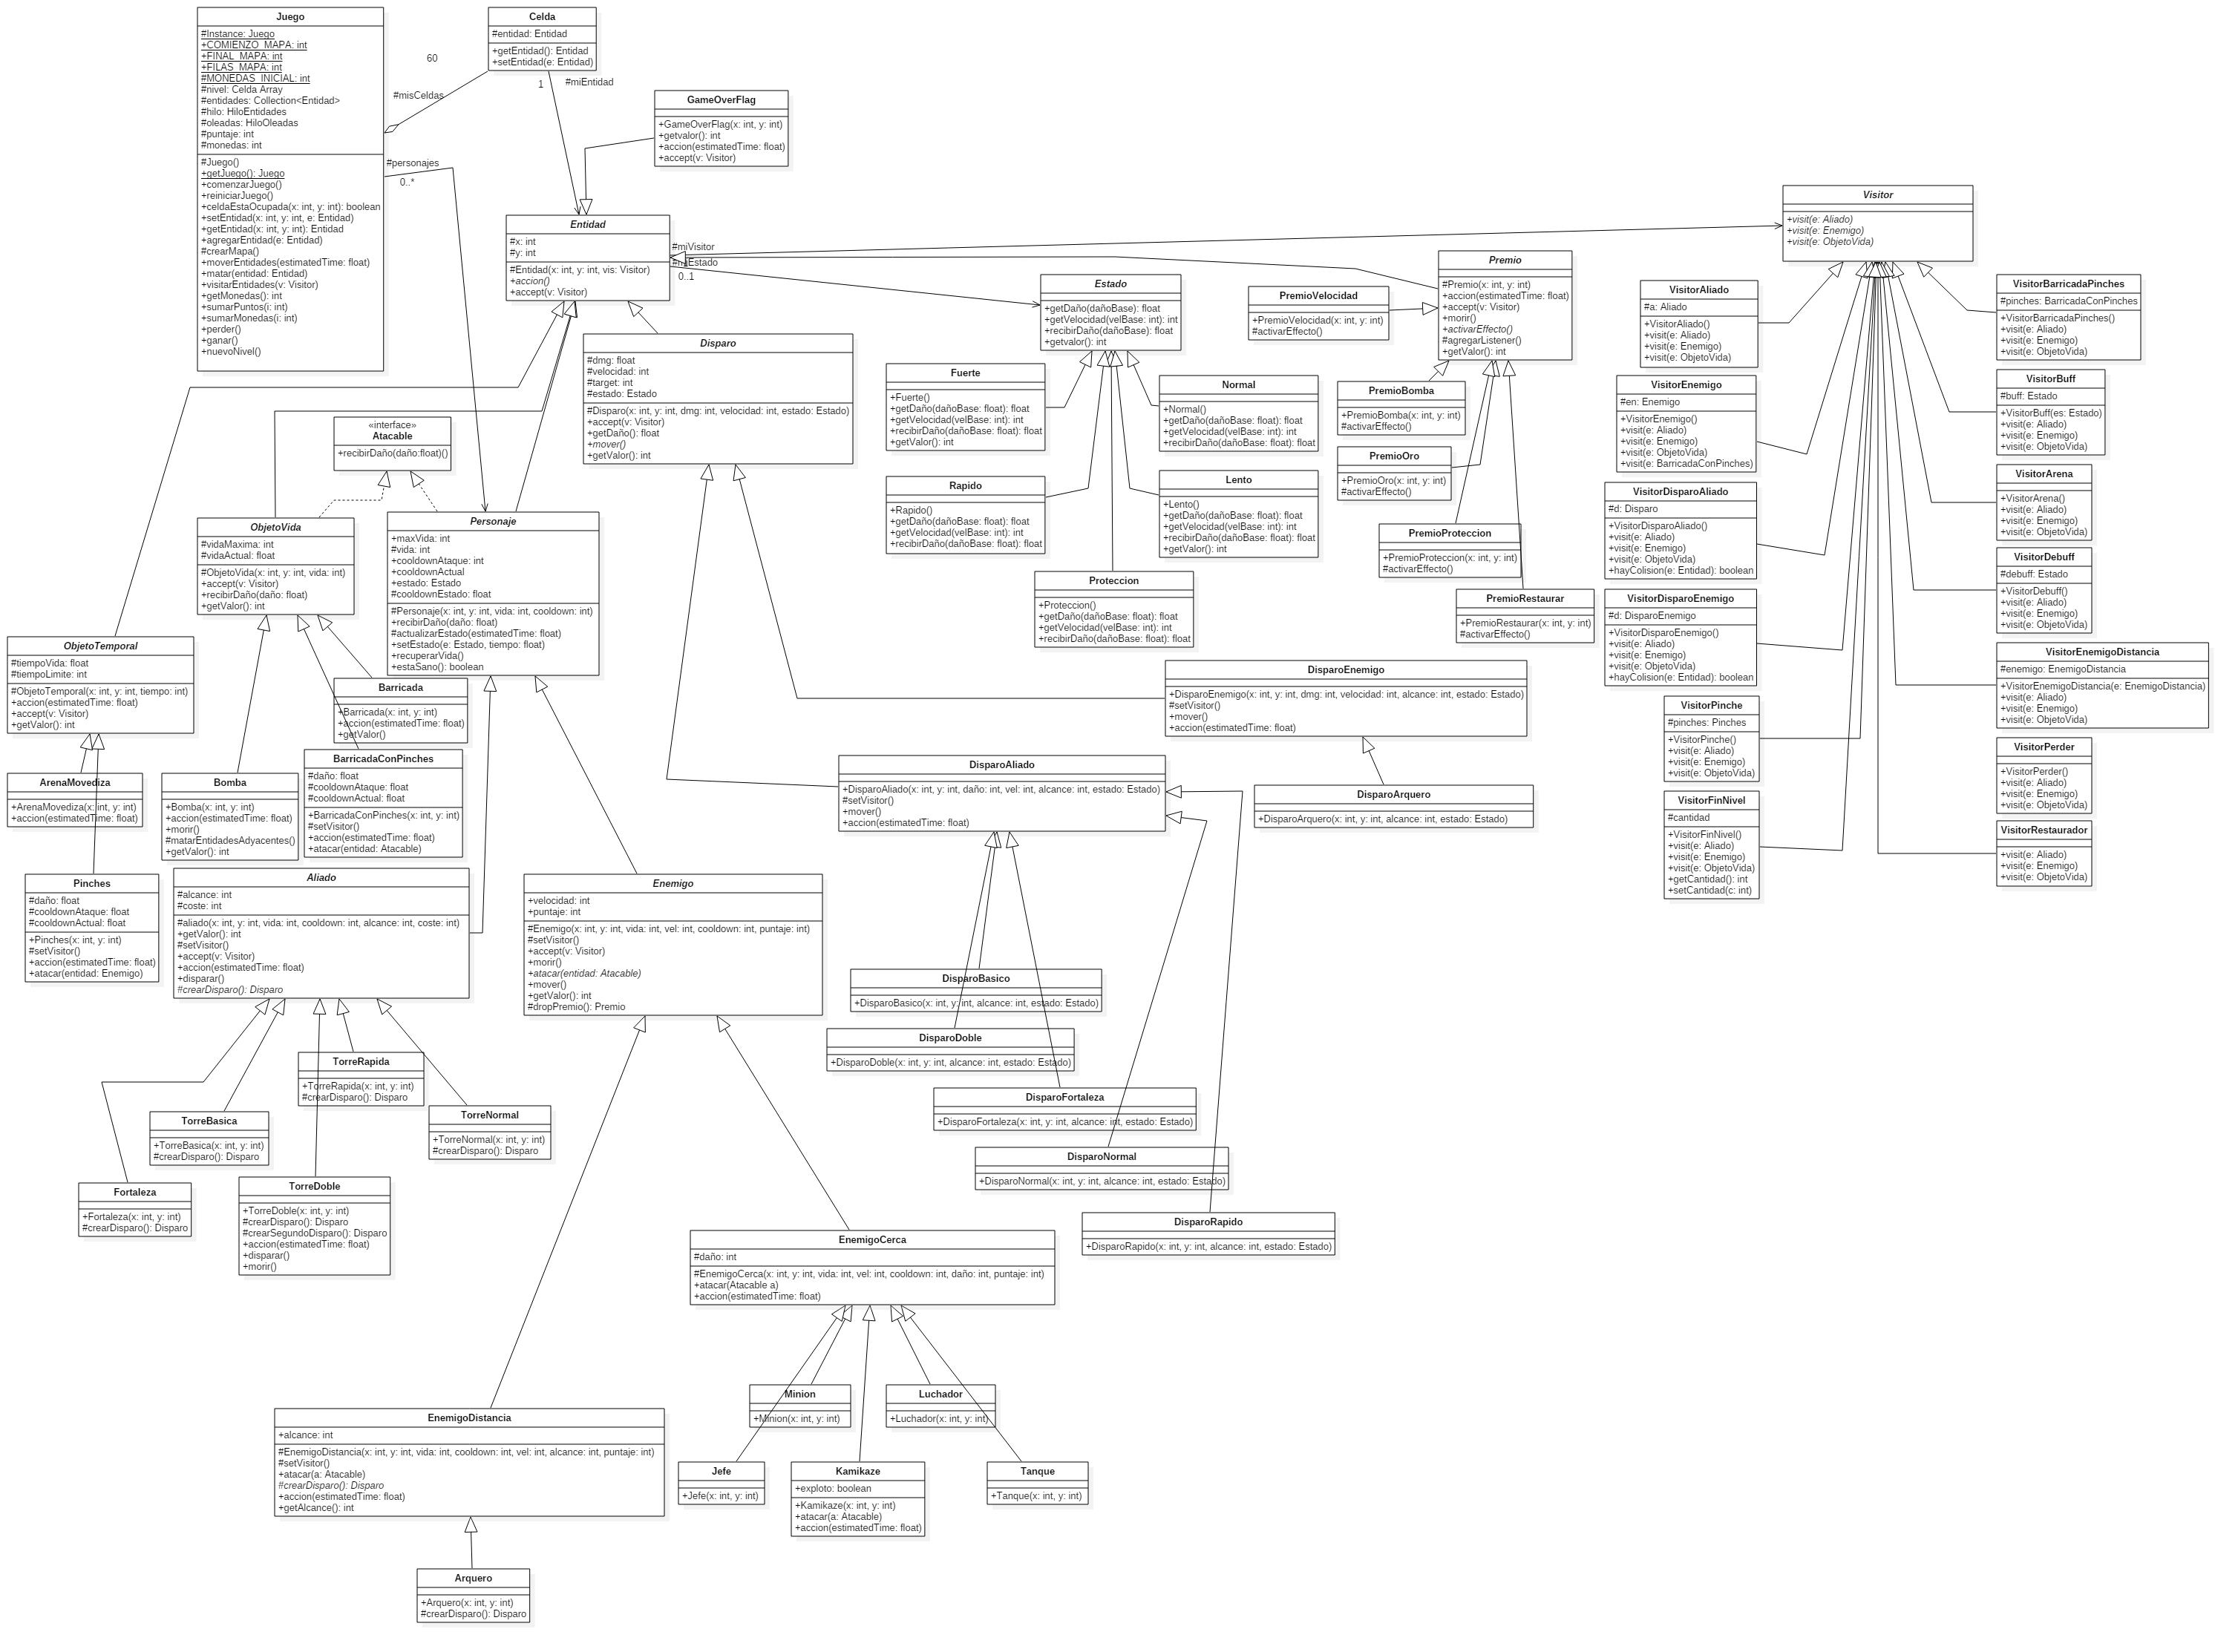 Juego
#Instance: Juego
+COMIENZO_MAPA: int
+FINAL_MAPA: int
+FILAS_MAPA: int
#MONEDAS_INICIAL: int
#nivel: Celda Array
#entidades: Collection<Entidad>
#hilo: HiloEntidades
#oleadas: HiloOleadas
#puntaje: int
#monedas: int
#Juego()
+getJuego(): Juego
+comenzarJuego()
+reiniciarJuego()
+celdaEstaOcupada(x: int, y: int): boolean
+setEntidad(x: int, y: int, e: Entidad)
+getEntidad(x: int, y: int): Entidad
+agregarEntidad(e: Entidad)
#crearMapa()
+moverEntidades(estimatedTime: float)
+matar(entidad: Entidad)
+visitarEntidades(v: Visitor)
+getMonedas(): int
+sumarPuntos(i: int)
+sumarMonedas(i: int)
+perder()
+ganar()
+nuevoNivel()
60
#misCeldas
#personajes
0..*
Celda
#entidad: Entidad
+getEntidad(): Entidad
+setEntidad(e: Entidad)
1
#miEntidad
GameOverFlag
+GameOverFlag(x: int, y: int)
+getvalor(): int
+accion(estimatedTime: float)
+accept(v: Visitor)
Entidad
#x: int
#y: int
#Entidad(x: int, y: int, vis: Visitor)
+accion()
+accept(v: Visitor)
#miVisitor
#miEstado
0..1
Visitor
+visit(e: Aliado)
+visit(e: Enemigo)
+visit(e: ObjetoVida)
Estado
+getDaño(dañoBase): float
+getVelocidad(velBase: int): int
+recibirDaño(dañoBase): float
+getvalor(): int
PremioVelocidad
+PremioVelocidad(x: int, y: int)
#activarEffecto()
Premio
#Premio(x: int, y: int)
+accion(estimatedTime: float)
+accept(v: Visitor)
+morir()
+activarEfecto()
#agregarListener()
+getValor(): int
VisitorAliado
#a: Aliado
+VisitorAliado()
+visit(e: Aliado)
+visit(e: Enemigo)
+visit(e: ObjetoVida)
VisitorBarricadaPinches
#pinches: BarricadaConPinches
+VisitorBarricadaPinches()
+visit(e: Aliado)
+visit(e: Enemigo)
+visit(e: ObjetoVida)
Disparo
#dmg: float
#velocidad: int
#target: int
#estado: Estado
#Disparo(x: int, y: int, dmg: int, velocidad: int, estado: Estado)
+accept(v: Visitor)
+getDaño(): float
+mover()
+getValor(): int
Fuerte
+Fuerte()
+getDaño(dañoBase: float): float
+getVelocidad(velBase: int): int
+recibirDaño(dañoBase: float): float
+getValor(): int
Normal
+Normal()
+getDaño(dañoBase: float): float
+getVelocidad(velBase: int): int
+recibirDaño(dañoBase: float): float
PremioBomba
+PremioBomba(x: int, y: int)
#activarEfecto()
VisitorEnemigo
#en: Enemigo
+VisitorEnemigo()
+visit(e: Aliado)
+visit(e: Enemigo)
+visit(e: ObjetoVida)
+visit(e: BarricadaConPinches)
VisitorBuff
#buff: Estado
+VisitorBuff(es: Estado)
+visit(e: Aliado)
+visit(e: Enemigo)
+visit(e: ObjetoVida)
«interface»
Atacable
+recibirDaño(daño:float)()
PremioOro
+PremioOro(x: int, y: int)
#activarEfecto()
Rapido
+Rapido()
+getDaño(dañoBase: float): float
+getVelocidad(velBase: int): int
+recibirDaño(dañoBase: float): float
Lento
+Lento()
+getDaño(dañoBase: float): float
+getVelocidad(velBase: int): int
+recibirDaño(dañoBase: float): float
+getValor(): int
VisitorArena
+VisitorArena()
+visit(e: Aliado)
+visit(e: Enemigo)
+visit(e: ObjetoVida)
VisitorDisparoAliado
#d: Disparo
+VisitorDisparoAliado()
+visit(e: Aliado)
+visit(e: Enemigo)
+visit(e: ObjetoVida)
+hayColision(e: Entidad): boolean
ObjetoVida
#vidaMaxima: int
#vidaActual: float
#ObjetoVida(x: int, y: int, vida: int)
+accept(v: Visitor)
+recibirDaño(daño: float)
+getValor(): int
Personaje
+maxVida: int
#vida: int
+cooldownAtaque: int
+cooldownActual
+estado: Estado
#cooldownEstado: float
#Personaje(x: int, y: int, vida: int, cooldown: int)
+recibirDaño(daño: float)
#actualizarEstado(estimatedTime: float)
+setEstado(e: Estado, tiempo: float)
+recuperarVida()
+estaSano(): boolean
PremioProteccion
+PremioProteccion(x: int, y: int)
#activarEfecto()
VisitorDebuff
#debuff: Estado
+VisitorDebuff()
+visit(e: Aliado)
+visit(e: Enemigo)
+visit(e: ObjetoVida)
Proteccion
+Proteccion()
+getDaño(dañoBase: float): float
+getVelocidad(velBase: int): int
+recibirDaño(dañoBase: float): float
PremioRestaurar
+PremioRestaurar(x: int, y: int)
#activarEfecto()
VisitorDisparoEnemigo
#d: DisparoEnemigo
+VisitorDisparoEnemigo()
+visit(e: Aliado)
+visit(e: Enemigo)
+visit(e: ObjetoVida)
+hayColision(e: Entidad): boolean
ObjetoTemporal
#tiempoVida: float
#tiempoLimite: int
#ObjetoTemporal(x: int, y: int, tiempo: int)
+accion(estimatedTime: float)
+accept(v: Visitor)
+getValor(): int
VisitorEnemigoDistancia
#enemigo: EnemigoDistancia
+VisitorEnemigoDistancia(e: EnemigoDistancia)
+visit(e: Aliado)
+visit(e: Enemigo)
+visit(e: ObjetoVida)
Barricada
+Barricada(x: int, y: int)
+accion(estimatedTime: float)
+getValor()
DisparoEnemigo
+DisparoEnemigo(x: int, y: int, dmg: int, velocidad: int, alcance: int, estado: Estado)
#setVisitor()
+mover()
+accion(estimatedTime: float)
VisitorPinche
#pinches: Pinches
+VisitorPinche()
+visit(e: Aliado)
+visit(e: Enemigo)
+visit(e: ObjetoVida)
VisitorPerder
+VisitorPerder()
+visit(e: Aliado)
+visit(e: Enemigo)
+visit(e: ObjetoVida)
BarricadaConPinches
#daño: float
#cooldownAtaque: float
#cooldownActual: float
+BarricadaConPinches(x: int, y: int)
#setVisitor()
+accion(estimatedTime: float)
+atacar(entidad: Atacable)
DisparoAliado
+DisparoAliado(x: int, y: int, daño: int, vel: int, alcance: int, estado: Estado)
#setVisitor()
+mover()
+accion(estimatedTime: float)
ArenaMovediza
+ArenaMovediza(x: int, y: int)
+accion(estimatedTime: float)
Bomba
+Bomba(x: int, y: int)
+accion(estimatedTime: float)
+morir()
#matarEntidadesAdyacentes()
+getValor(): int
DisparoArquero
+DisparoArquero(x: int, y: int, alcance: int, estado: Estado)
VisitorFinNivel
#cantidad
+VisitorFinNivel()
+visit(e: Aliado)
+visit(e: Enemigo)
+visit(e: ObjetoVida)
+getCantidad(): int
+setCantidad(c: int)
VisitorRestaurador
+visit(e: Aliado)
+visit(e: Enemigo)
+visit(e: ObjetoVida)
Pinches
#daño: float
#cooldownAtaque: float
#cooldownActual: float
+Pinches(x: int, y: int)
#setVisitor()
+accion(estimatedTime: float)
+atacar(entidad: Enemigo)
Aliado
#alcance: int
#coste: int
#aliado(x: int, y: int, vida: int, cooldown: int, alcance: int, coste: int)
+getValor(): int
#setVisitor()
+accept(v: Visitor)
+accion(estimatedTime: float)
+disparar()
#crearDisparo(): Disparo
Enemigo
+velocidad: int
+puntaje: int
#Enemigo(x: int, y: int, vida: int, vel: int, cooldown: int, puntaje: int)
#setVisitor()
+accept(v: Visitor)
+morir()
+atacar(entidad: Atacable)
+mover()
+getValor(): int
#dropPremio(): Premio
DisparoBasico
+DisparoBasico(x: int, y: int, alcance: int, estado: Estado)
DisparoDoble
+DisparoDoble(x: int, y: int, alcance: int, estado: Estado)
TorreRapida
+TorreRapida(x: int, y: int)
#crearDisparo(): Disparo
DisparoFortaleza
+DisparoFortaleza(x: int, y: int, alcance: int, estado: Estado)
TorreBasica
+TorreBasica(x: int, y: int)
#crearDisparo(): Disparo
TorreNormal
+TorreNormal(x: int, y: int)
#crearDisparo(): Disparo
DisparoNormal
+DisparoNormal(x: int, y: int, alcance: int, estado: Estado)
Fortaleza
+Fortaleza(x: int, y: int)
#crearDisparo(): Disparo
TorreDoble
+TorreDoble(x: int, y: int)
#crearDisparo(): Disparo
#crearSegundoDisparo(): Disparo
+accion(estimatedTime: float)
+disparar()
+morir()
DisparoRapido
+DisparoRapido(x: int, y: int, alcance: int, estado: Estado)
EnemigoCerca
#daño: int
#EnemigoCerca(x: int, y: int, vida: int, vel: int, cooldown: int, daño: int, puntaje: int)
+atacar(Atacable a)
+accion(estimatedTime: float)
Minion
+Minion(x: int, y: int)
Luchador
+Luchador(x: int, y: int)
EnemigoDistancia
+alcance: int
#EnemigoDistancia(x: int, y: int, vida: int, cooldown: int, vel: int, alcance: int, puntaje: int)
#setVisitor()
+atacar(a: Atacable)
#crearDisparo(): Disparo
+accion(estimatedTime: float)
+getAlcance(): int
Jefe
+Jefe(x: int, y: int)
Kamikaze
+exploto: boolean
+Kamikaze(x: int, y: int)
+atacar(a: Atacable)
+accion(estimatedTime: float)
Tanque
+Tanque(x: int, y: int)
Arquero
+Arquero(x: int, y: int)
#crearDisparo(): Disparo